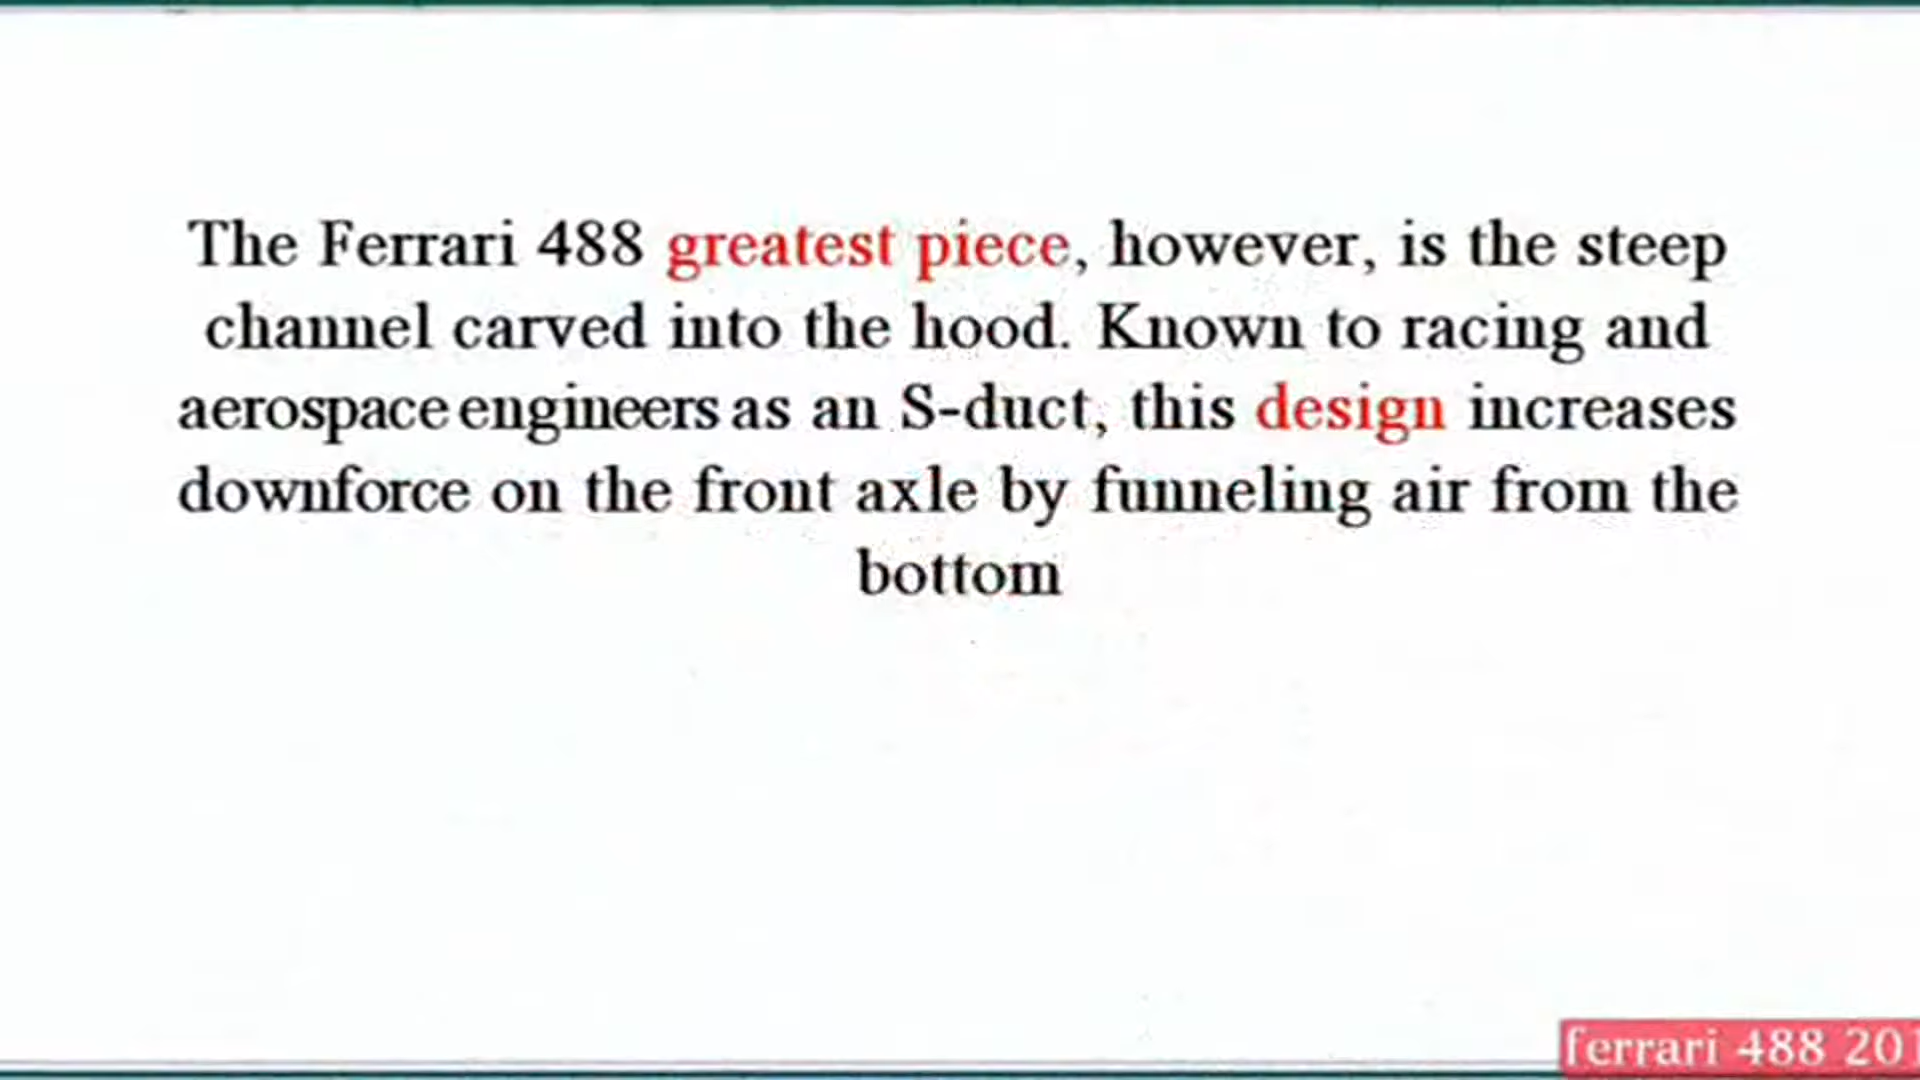 The Ferrari 488 greatest piece, however, is the steep
channel carved into the hood. Known to racing and
aerospace engineers as an S-duct, this design increases
downforce on the front axle by funneling air from the
bottom
ferrari 488 201